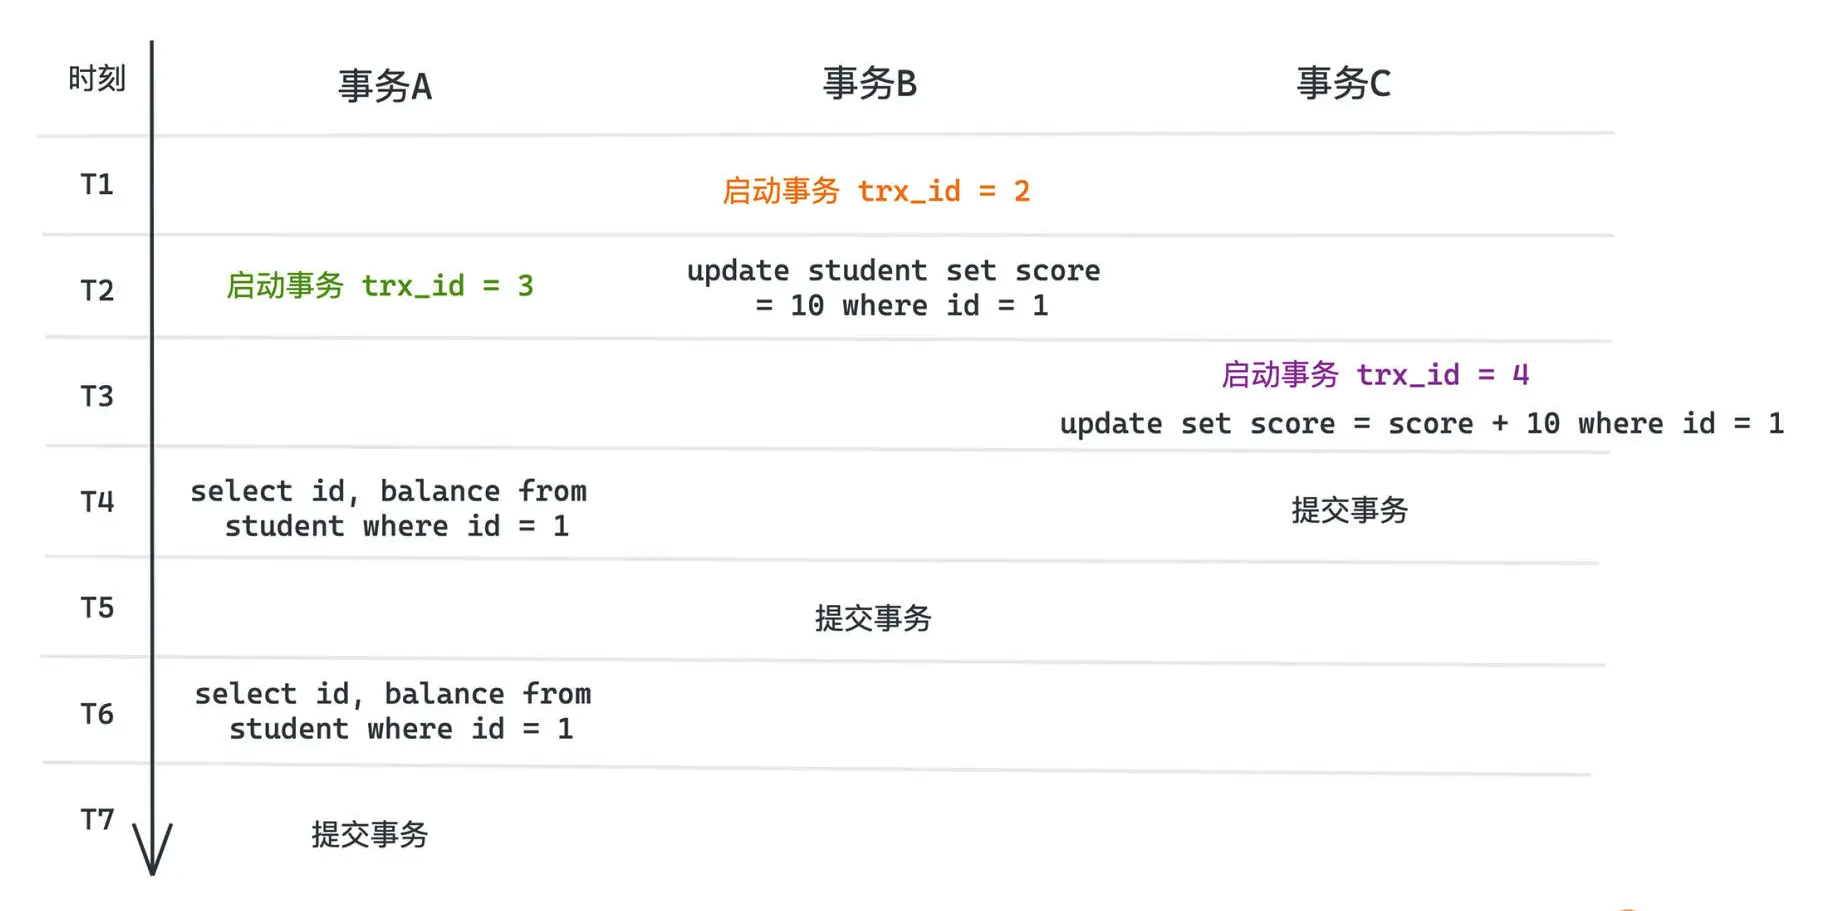 时刻
事务A
事务B
事务C
T1
启动事务 trx_id = 2
T2
启动事务 trx_id = 3
update student set score
= 10 where id = 1
T3
启动事务 trx_id = 4
update set score = score + 10 where id = 1
T4
select id, balance from
student where id = 1
提交事务
T5
提交事务
T6
select id, balance from
student where id = 1
T7
提交事务